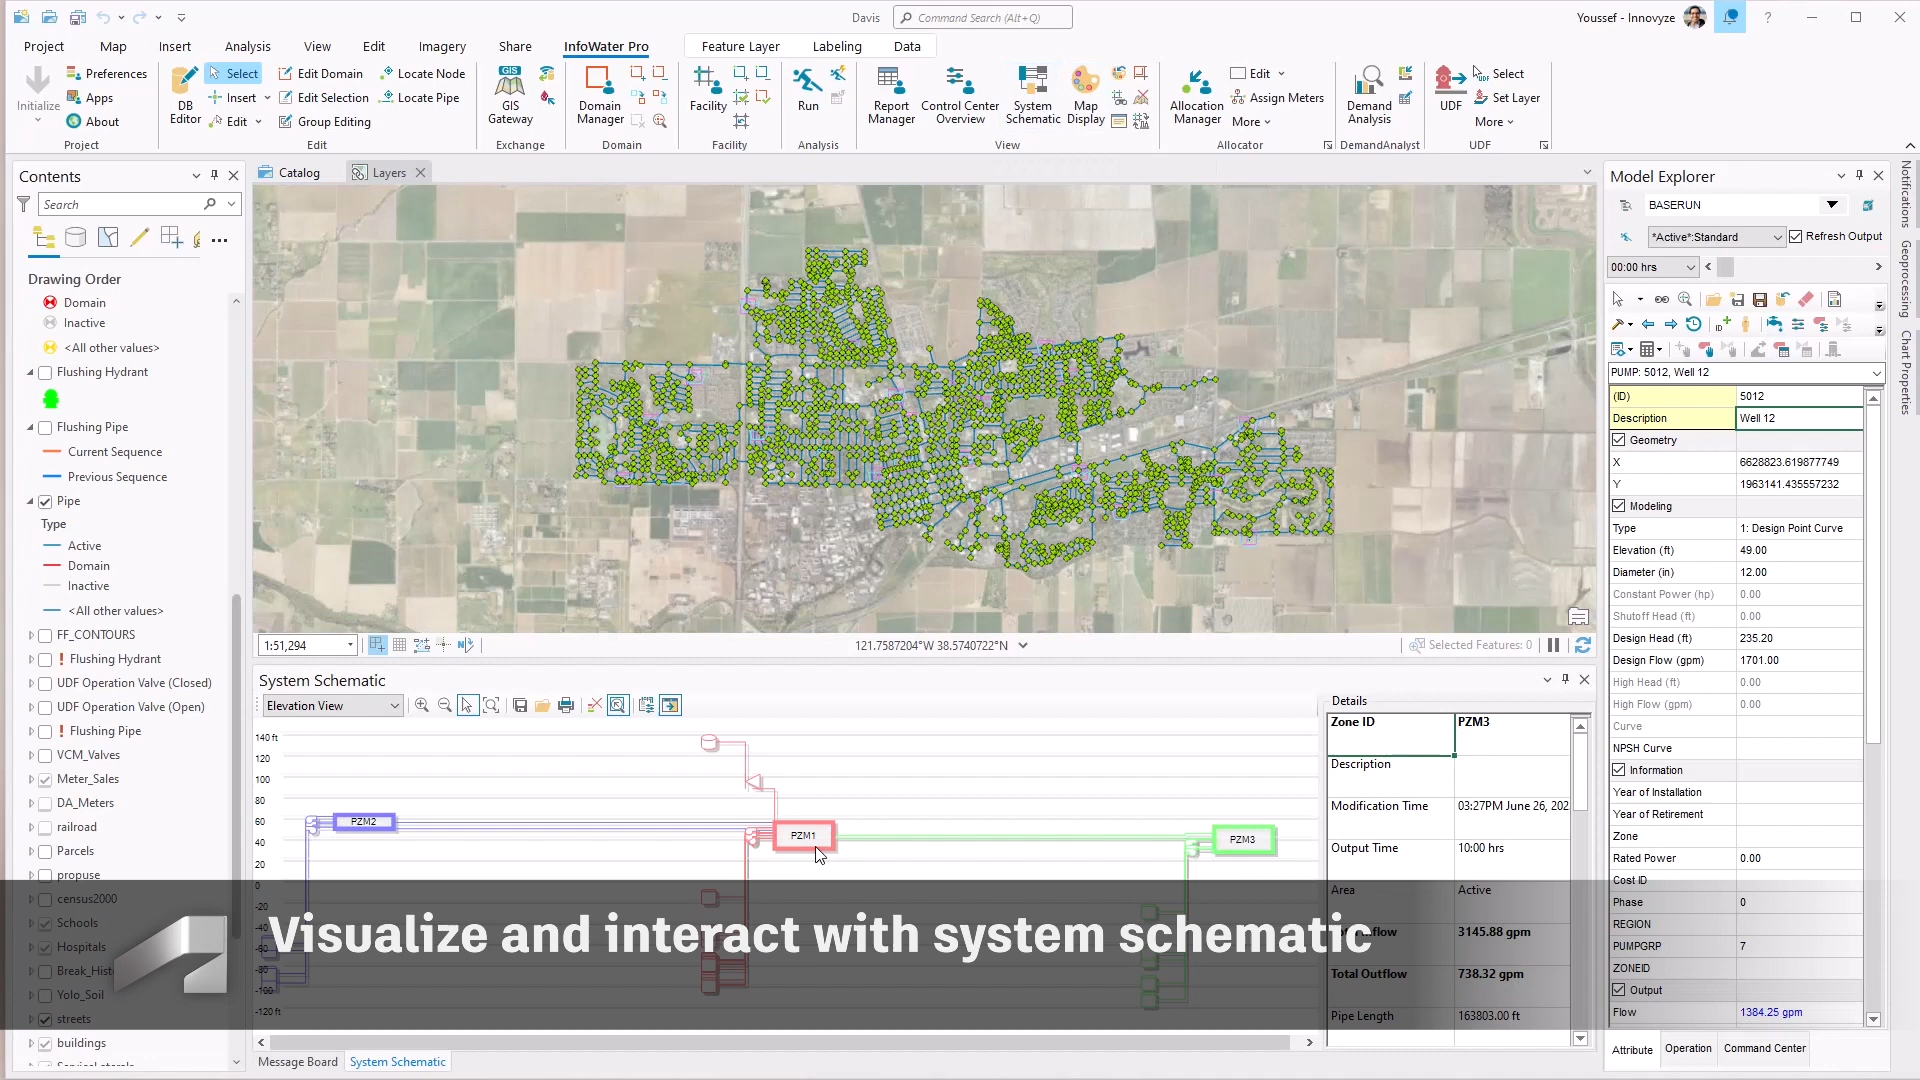 Davis
Command Search (Alt+Q)
Youssef - Innovyze
?
Project Map Insert Analysis View Edit Imagery Share InfoWater Pro Feature Layer Labeling Data
Initialize
Preferences
Apps
About
Project
DB Editor
Select
Insert
Edit
Edit Domain
Edit Selection
Group Editing
Locate Node
Locate Pipe
Edit
GIS
GIS Gateway
Exchange
Domain Manager
Domain
Facility
Facility
Run
Analysis
Report Manager
Control Center Overview
System Schematic
Map Display
View
Allocation Manager
Edit
Assign Meters
More
Allocator
Demand Analysis
DemandAnalyst
UDF
Select
Set Layer
More
UDF
Contents
Search
Drawing Order
Domain
Inactive
<All other values>
Flushing Hydrant
Flushing Pipe
Current Sequence
Previous Sequence
Pipe
Type
Active
Domain
Inactive
<All other values>
FF_CONTOURS
! Flushing Hydrant
UDF Operation Valve (Closed)
UDF Operation Valve (Open)
! Flushing Pipe
VCM_Valves
Meter_Sales
DA_Meters
railroad
Parcels
propuse
census2000
Schools
Hospitals
Break_Hist
Yolo_Soil
streets
buildings
Catalog Layers
1:51,294
121.7587204°W 38.5740722°N
Selected Features: 0
System Schematic
Elevation View
140 ft
120
100
80
60
40
20
0
-20
-40
-60
-80
-100
-120 ft
PZM2
PZM1
PZM3
Details
Zone ID PZM3
Description
Modification Time 03:27PM June 26, 202
Output Time 10:00 hrs
Area Active
3145.88 gpm
Total Outflow 738.32 gpm
Pipe Length 163803.00 ft
Visualize and interact with system schematic
Message Board System Schematic
Model Explorer
BASERUN
*Active*:Standard Refresh Output
00:00 hrs
PUMP: 5012, Well 12
(ID) 5012
Description Well 12
Geometry
X 6628823.619877749
Y 1963141.435557232
Modeling
Type 1: Design Point Curve
Elevation (ft) 49.00
Diameter (in) 12.00
Constant Power (hp) 0.00
Shutoff Head (ft) 0.00
Design Head (ft) 235.20
Design Flow (gpm) 1701.00
High Head (ft) 0.00
High Flow (gpm) 0.00
Curve
NPSH Curve
Information
Year of Installation
Year of Retirement
Zone
Rated Power 0.00
Cost ID
Phase 0
REGION
PUMPGRP 7
ZONEID
Output
Flow 1384.25 gpm
Attribute Operation Command Center
Notifications
Geoprocessing
Chart Properties